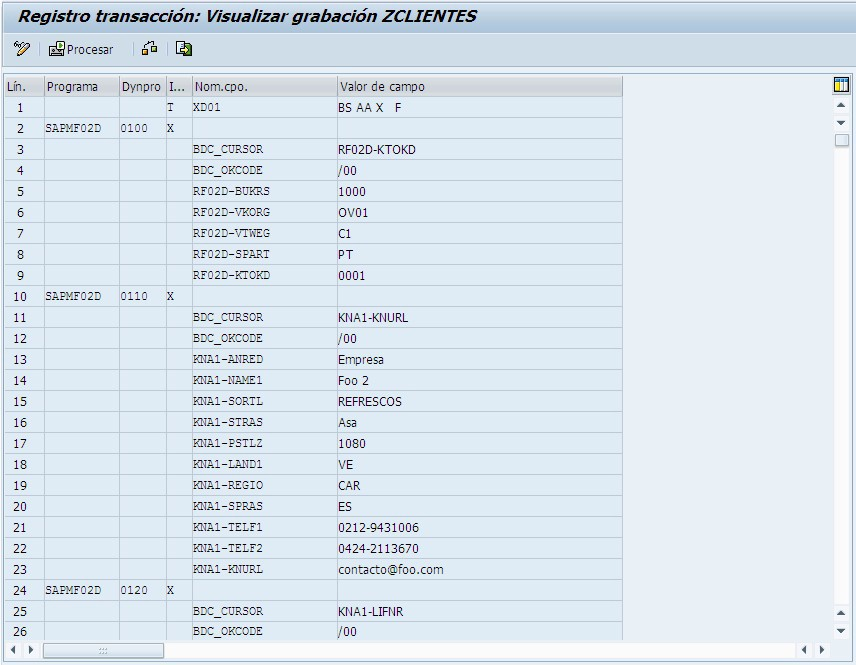 Registro transacción: Visualizar grabación ZCLIENTES
Procesar
Lín. Programa Dynpro I... Nom.cpo. Valor de campo
1 T XD01 BS AA X F
2 SAPMF02D 0100 X
3 BDC_CURSOR RF02D-KTOKD
4 BDC_OKCODE /00
5 RF02D-BUKRS 1000
6 RF02D-VKORG OV01
7 RF02D-VTWEG C1
8 RF02D-SPART PT
9 RF02D-KTOKD 0001
10 SAPMF02D 0110 X
11 BDC_CURSOR KNA1-KNURL
12 BDC_OKCODE /00
13 KNA1-ANRED Empresa
14 KNA1-NAME1 Foo 2
15 KNA1-SORTL REFRESCOS
16 KNA1-STRAS Asa
17 KNA1-PSTLZ 1080
18 KNA1-LAND1 VE
19 KNA1-REGIO CAR
20 KNA1-SPRAS ES
21 KNA1-TELF1 0212-9431006
22 KNA1-TELF2 0424-2113670
23 KNA1-KNURL contacto@foo.com
24 SAPMF02D 0120 X
25 BDC_CURSOR KNA1-LIFNR
26 BDC_OKCODE /00